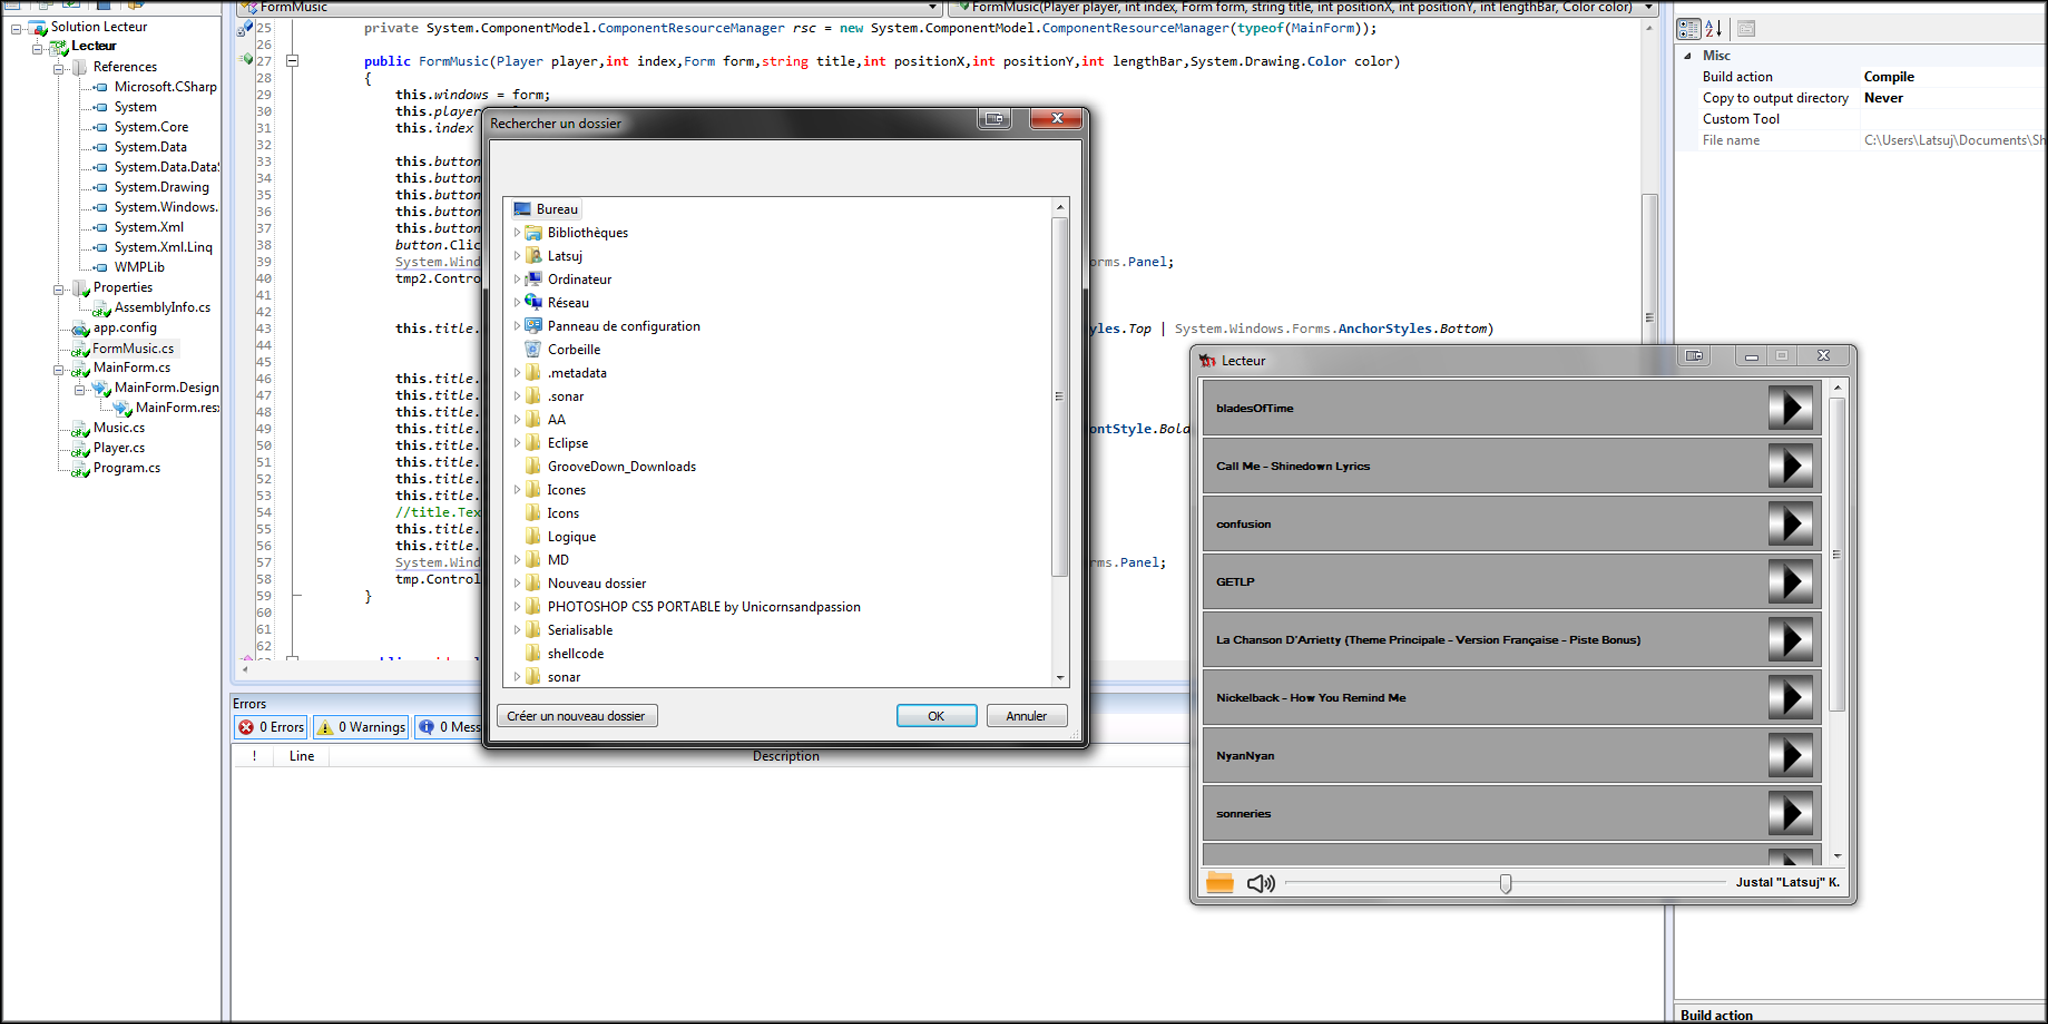 Solution Lecteur
Lecteur
References
Microsoft.CSharp
System
System.Core
System.Data
System.Data.Data
System.Drawing
System.Windows.
System.Xml
System.Xml.Linq
WMPLib
Properties
AssemblyInfo.cs
app.config
FormMusic.cs
MainForm.cs
MainForm.Design
MainForm.res
Music.cs
Player.cs
Program.cs
FormMusic
FormMusic(Player player, int index, Form form, string title, int positionX, int positionY, int lengthBar, Color color)
25 private System.ComponentModel.ComponentResourceManager rsc = new System.ComponentModel.ComponentResourceManager(typeof(MainForm));
26
27 public FormMusic(Player player,int index,Form form,string title,int positionX,int positionY,int lengthBar,System.Drawing.Color color)
28 {
29 this.windows = form;
30 this.player
31 this.index
32
33 this.button
34 this.button
35 this.button
36 this.button
37 this.button
38 button.Clic
39 System.Wind rms.Panel;
40 tmp2.Contro
41
42
43 this.title. yles.Top | System.Windows.Forms.AnchorStyles.Bottom)
44
45
46 this.title.
47 this.title.
48 this.title.
49 this.title. ontStyle.Bold
50 this.title.
51 this.title.
52 this.title.
53 this.title.
54 //title.Tex
55 this.title.
56 this.title.
57 System.Wind rms.Panel;
58 tmp.Control
59 }
60
61
62
Rechercher un dossier
Bureau
Bibliothèques
Latsuj
Ordinateur
Réseau
Panneau de configuration
Corbeille
.metadata
.sonar
AA
Eclipse
GrooveDown_Downloads
Icones
Icons
Logique
MD
Nouveau dossier
PHOTOSHOP CS5 PORTABLE by Unicornsandpassion
Serialisable
shellcode
sonar
Créer un nouveau dossier
OK
Annuler
Errors
0 Errors
0 Warnings
0 Mess
! Line Description
Lecteur
bladesOfTime
Call Me - Shinedown Lyrics
confusion
GETLP
La Chanson D'Arrietty (Theme Principale - Version Française - Piste Bonus)
Nickelback - How You Remind Me
NyanNyan
sonneries
Justal "Latsuj" K.
Misc
Build action Compile
Copy to output directory Never
Custom Tool
File name C:\Users\Latsuj\Documents\Sh
Build action